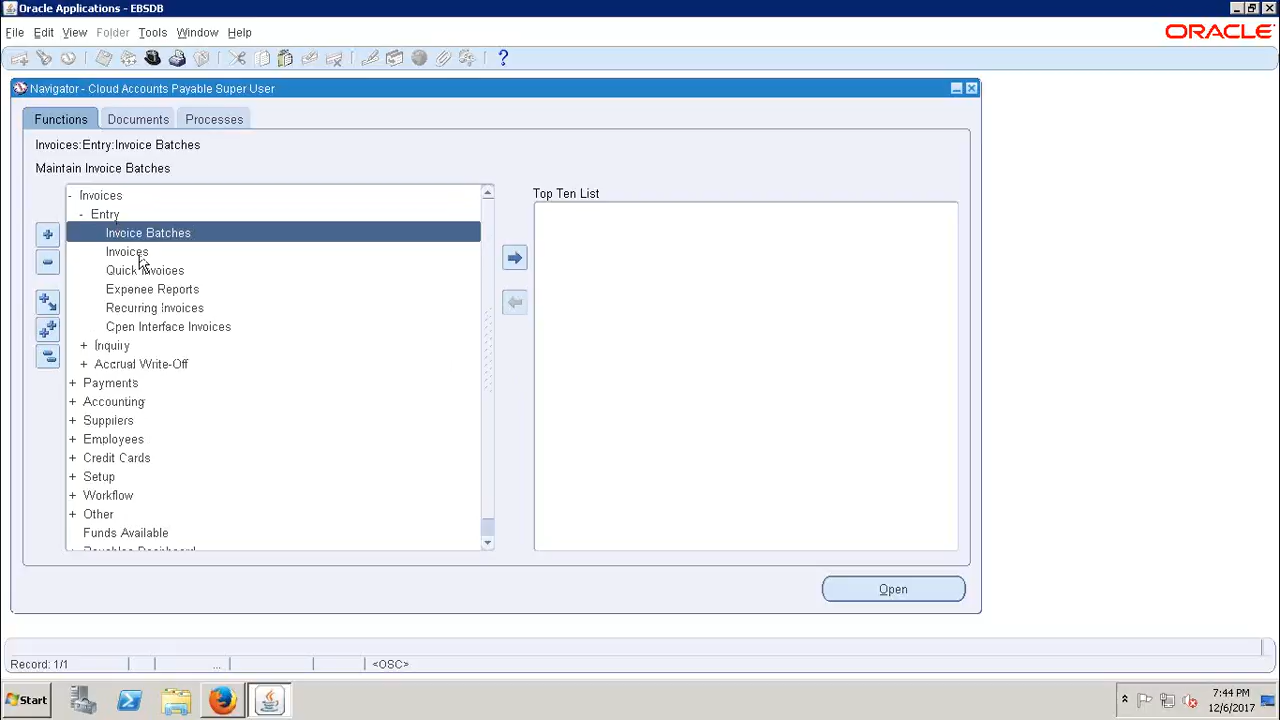 Oracle Applications - EBSDB
File Edit View Folder Tools Window Help
ORACLE
Navigator - Cloud Accounts Payable Super User
Functions Documents Processes
Invoices:Entry:Invoice Batches
Maintain Invoice Batches
- Invoices
- Entry
Invoice Batches
Invoices
Quick Invoices
Expense Reports
Recurring Invoices
Open Interface Invoices
+ Inquiry
+ Accrual Write-Off
+ Payments
+ Accounting
+ Suppliers
+ Employees
+ Credit Cards
+ Setup
+ Workflow
+ Other
Funds Available
Payables Dashboard
Top Ten List
Open
Record: 1/1 ... <OSC>
Start
7:44 PM
12/6/2017